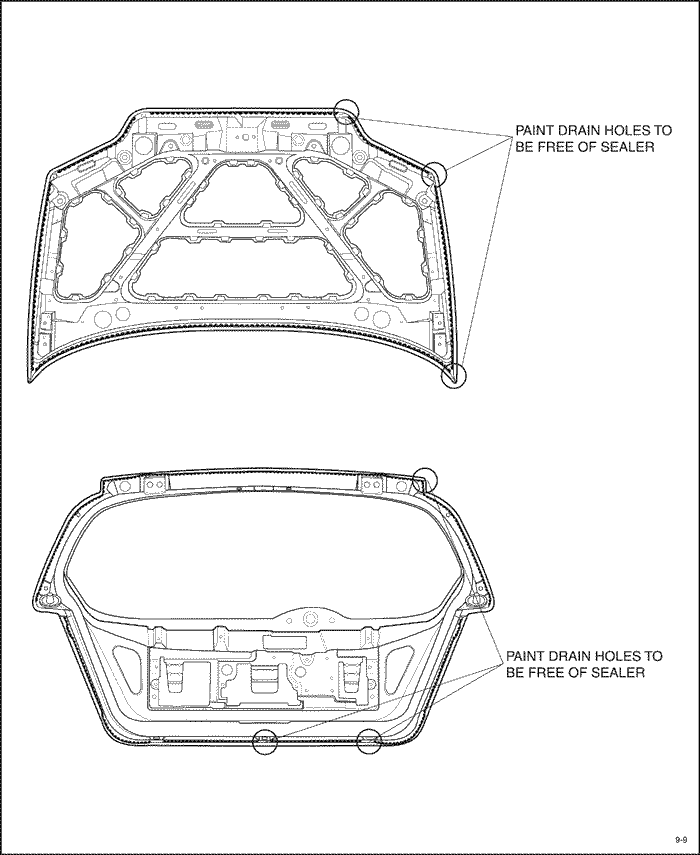 PAINT DRAIN HOLES TO
BE FREE OF SEALER
PAINT DRAIN HOLES TO
BE FREE OF SEALER
9-9